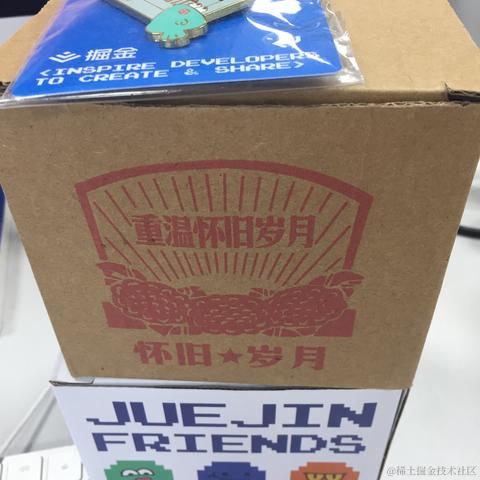 掘金
<INSPIRE DEVELOPERS
TO CREATE & SHARE>
重温怀旧岁月
怀旧★岁月
JUEJIN
FRIENDS
@稀土掘金技术社区